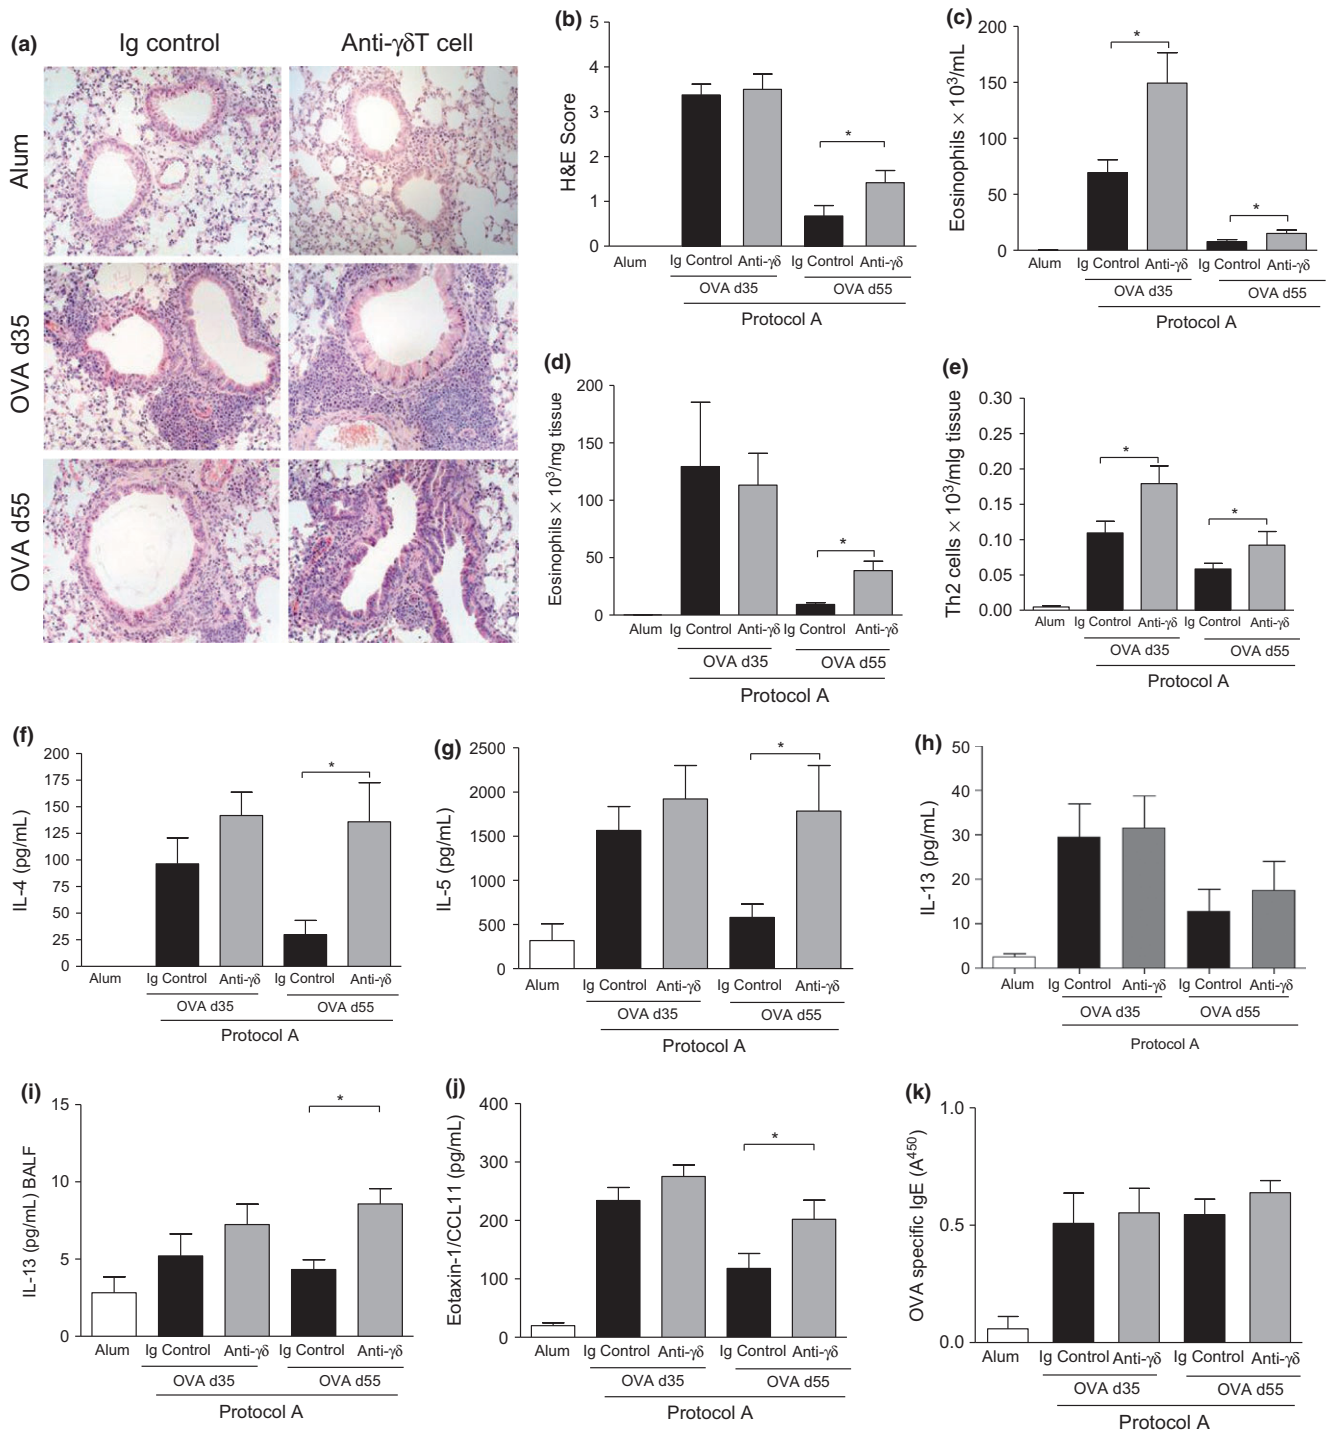 (a)
Ig control
Anti-γδT cell
Alum
OVA d35
OVA d55
(b)
H&E Score
5
4
3
2
1
0
*
Alum
Ig Control
Anti-γδ
Ig Control
Anti-γδ
OVA d35
OVA d55
Protocol A
(c)
Eosinophils × 10³/mL
200
150
100
50
0
*
*
Alum
Ig Control
Anti-γδ
Ig Control
Anti-γδ
OVA d35
OVA d55
Protocol A
(d)
Eosinophils × 10³/mg tissue
200
150
100
50
0
*
Alum
Ig Control
Anti-γδ
Ig Control
Anti-γδ
OVA d35
OVA d55
Protocol A
(e)
Th2 cells × 10³/mlg tissue
0.30
0.25
0.20
0.15
0.10
0.05
0.00
*
*
Alum
Ig Control
Anti-γδ
Ig Control
Anti-γδ
OVA d35
OVA d55
Protocol A
(f)
IL-4 (pg/mL)
200
175
150
125
100
75
50
25
0
*
Alum
Ig Control
Anti-γδ
Ig Control
Anti-γδ
OVA d35
OVA d55
Protocol A
(g)
IL-5 (pg/mL)
2500
2000
1500
1000
500
0
*
Alum
Ig Control
Anti-γδ
Ig Control
Anti-γδ
OVA d35
OVA d55
Protocol A
(h)
IL-13 (pg/mL)
50
40
30
20
10
0
Alum
Ig Control
Anti-γδ
Ig Control
Anti-γδ
OVA d35
OVA d55
Protocol A
(i)
IL-13 (pg/mL) BALF
15
10
5
0
*
Alum
Ig Control
Anti-γδ
Ig Control
Anti-γδ
OVA d35
OVA d55
Protocol A
(j)
Eotaxin-1/CCL11 (pg/mL)
400
300
200
100
0
*
Alum
Ig Control
Anti-γδ
Ig Control
Anti-γδ
OVA d35
OVA d55
Protocol A
(k)
OVA specific IgE (A⁴⁵⁰)
1.0
0.5
0.0
Alum
Ig Control
Anti-γδ
Ig Control
Anti-γδ
OVA d35
OVA d55
Protocol A